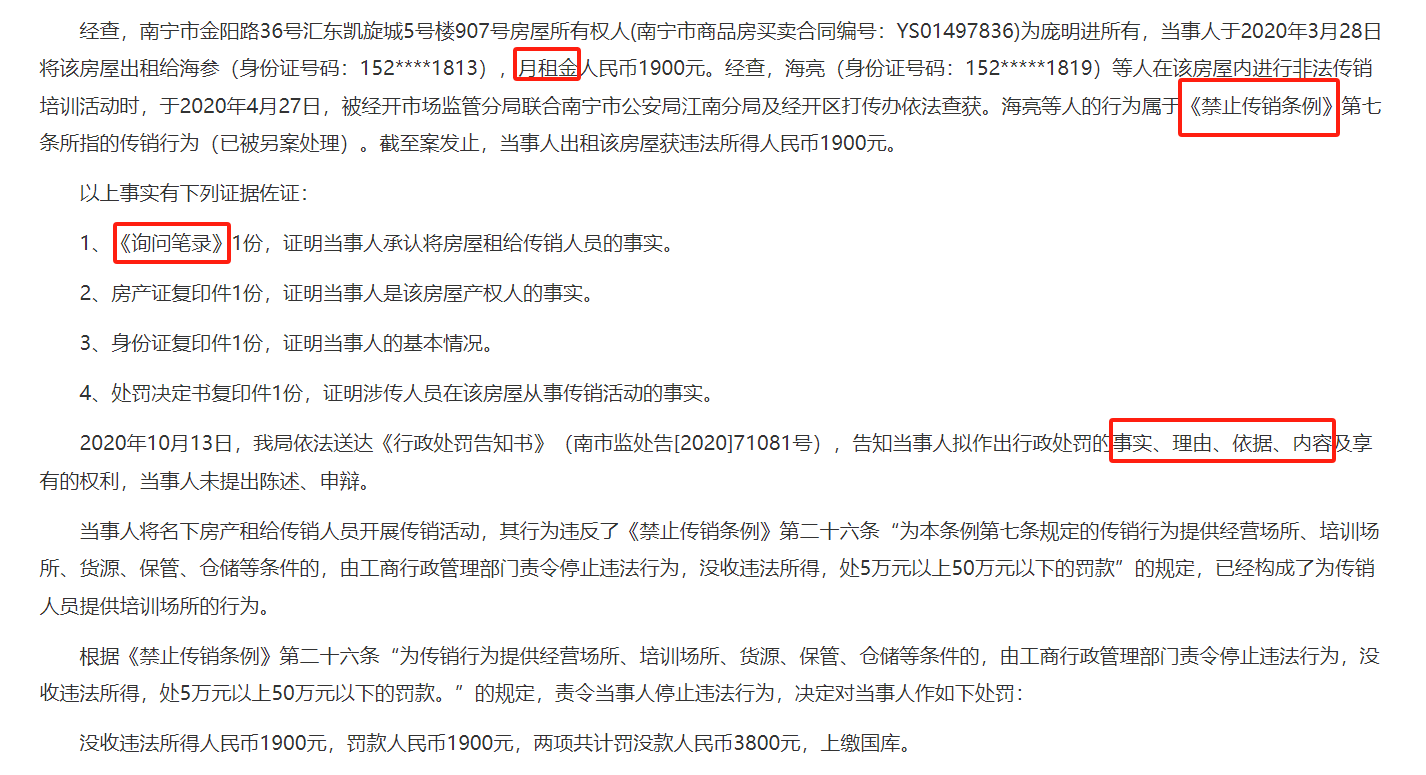 经查，南宁市金阳路36号汇东凯旋城5号楼907号房屋所有权人(南宁市商品房买卖合同编号：YS01497836)为庞明进所有，当事人于2020年3月28日
将该房屋出租给海参（身份证号码：152****1813），月租金人民币1900元。经查，海亮（身份证号码：152*****1819）等人在该房屋内进行非法传销
培训活动时，于2020年4月27日，被经开市场监管分局联合南宁市公安局江南分局及经开区打传办依法查获。海亮等人的行为属于《禁止传销条例》第七
条所指的传销行为（已被另案处理）。截至案发止，当事人出租该房屋获违法所得人民币1900元。
以上事实有下列证据佐证：
1、《询问笔录》1份，证明当事人承认将房屋租给传销人员的事实。
2、房产证复印件1份，证明当事人是该房屋产权人的事实。
3、身份证复印件1份，证明当事人的基本情况。
4、处罚决定书复印件1份，证明涉传人员在该房屋从事传销活动的事实。
2020年10月13日，我局依法送达《行政处罚告知书》（南市监处告[2020]71081号），告知当事人拟作出行政处罚的事实、理由、依据、内容及享
有的权利，当事人未提出陈述、申辩。
当事人将名下房产租给传销人员开展传销活动，其行为违反了《禁止传销条例》第二十六条“为本条例第七条规定的传销行为提供经营场所、培训场
所、货源、保管、仓储等条件的，由工商行政管理部门责令停止违法行为，没收违法所得，处5万元以上50万元以下的罚款”的规定，已经构成了为传销
人员提供培训场所的行为。
根据《禁止传销条例》第二十六条“为传销行为提供经营场所、培训场所、货源、保管、仓储等条件的，由工商行政管理部门责令停止违法行为，没
收违法所得，处5万元以上50万元以下的罚款。”的规定，责令当事人停止违法行为，决定对当事人作如下处罚：
没收违法所得人民币1900元，罚款人民币1900元，两项共计罚没款人民币3800元，上缴国库。